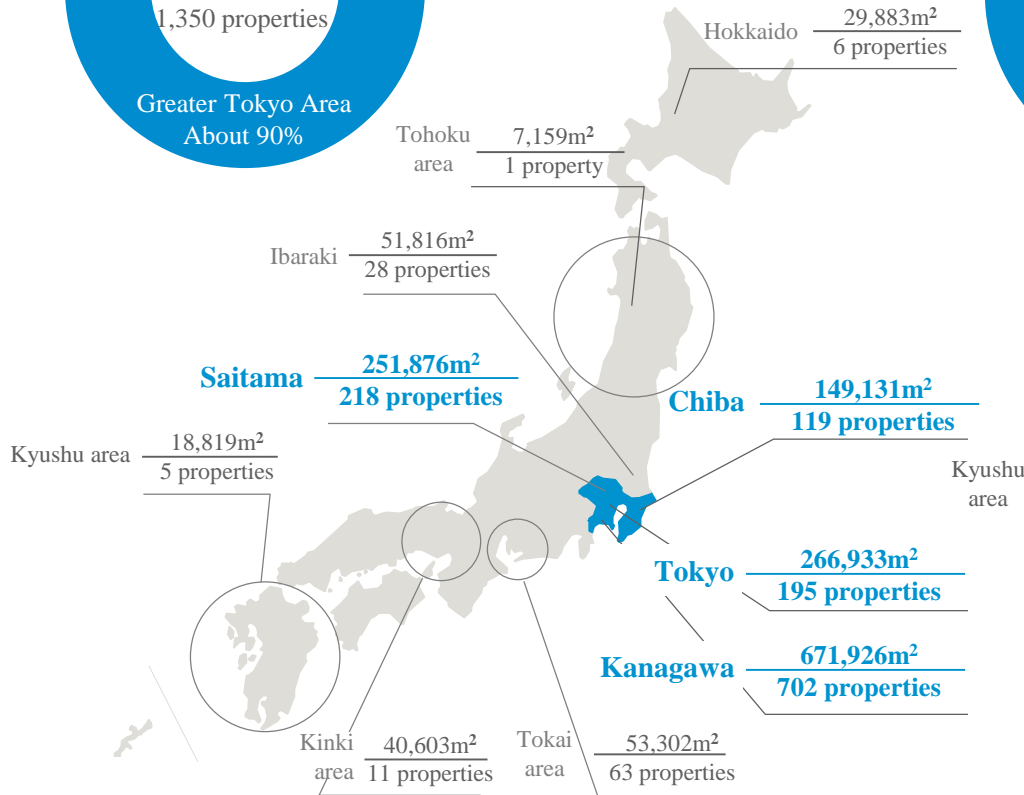 1,350 properties
Greater Tokyo Area
About 90%
Hokkaido
29,883m²
6 properties
Tohoku
area
7,159m²
1 property
Ibaraki
51,816m²
28 properties
Saitama
251,876m²
218 properties
Chiba
149,131m²
119 properties
Kyushu area
18,819m²
5 properties
Kyushu
area
Tokyo
266,933m²
195 properties
Kanagawa
671,926m²
702 properties
Kinki
area
40,603m²
11 properties
Tokai
area
53,302m²
63 properties